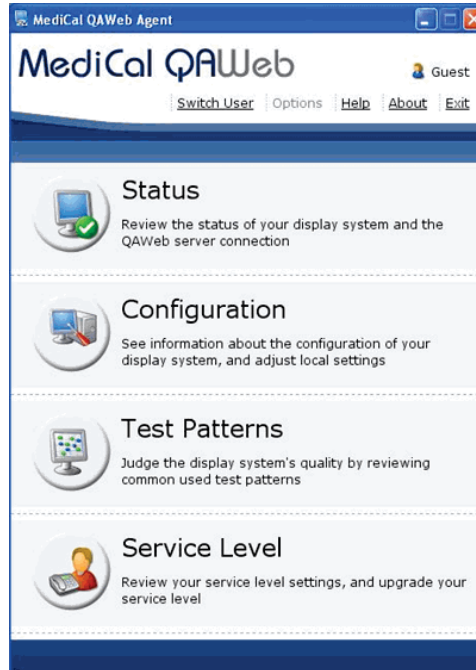 MediCal QAWeb Agent
MediCal QAWeb
Guest
Switch User Options Help About Exit
Status
Review the status of your display system and the
QAWeb server connection
Configuration
See information about the configuration of your
display system, and adjust local settings
Test Patterns
Judge the display system's quality by reviewing
common used test patterns
Service Level
Review your service level settings, and upgrade your
service level